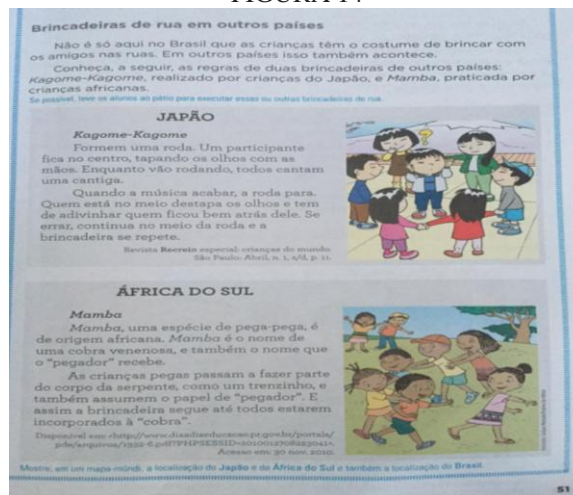 FIGURA 14
Brincadeiras de rua em outros países
Não é só aqui no Brasil que as crianças têm o costume de brincar com
os amigos nas ruas. Em outros países isso também acontece.
Conheça, a seguir, as regras de duas brincadeiras de outros países:
Kagome-Kagome, realizado por crianças do Japão, e Mamba, praticada por
crianças africanas.
Se possível, leve os alunos ao pátio para executar essas ou outras brincadeiras de rua.
JAPÃO
Kagome-Kagome
Formem uma roda. Um participante
fica no centro, tapando os olhos com as
mãos. Enquanto vão rodando, todos cantam
uma cantiga.
Quando a música acabar, a roda para.
Quem está no meio destapa os olhos e tem
de adivinhar quem ficou bem atrás dele. Se
errar, continua no meio da roda e a
brincadeira se repete.
Revista Recreio especial: crianças do mundo.
São Paulo: Abril, n. 1, s/d, p. 11.
?
ÁFRICA DO SUL
Mamba
Mamba, uma espécie de pega-pega, é
de origem africana. Mamba é o nome de
uma cobra venenosa, e também o nome que
o "pegador" recebe.
As crianças pegas passam a fazer parte
do corpo da serpente, como um trenzinho, e
também assumem o papel de "pegador". E
assim a brincadeira segue até todos estarem
incorporados à "cobra".
Disponível em:
Acesso em: 30 nov. 2010.
Mostre, em um mapa-múndi, a localização do Japão e da África do Sul e também a localização do Brasil.
51